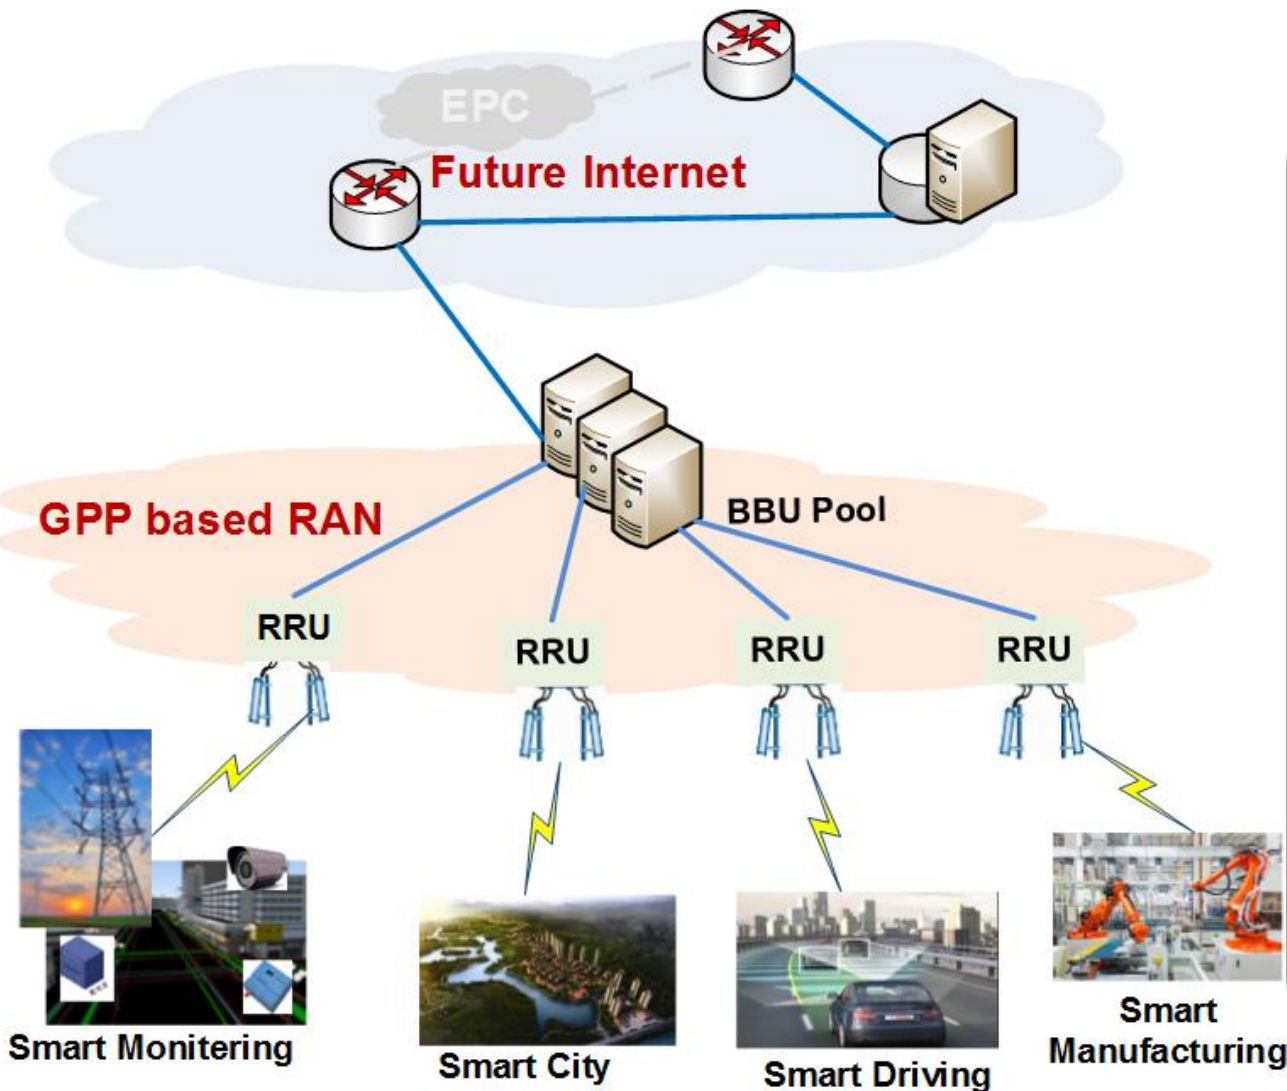 EPC
Future Internet
GPP based RAN
BBU Pool
RRU
RRU
RRU
RRU
Smart Monitering
Smart City
Smart Driving
Smart
Manufacturing